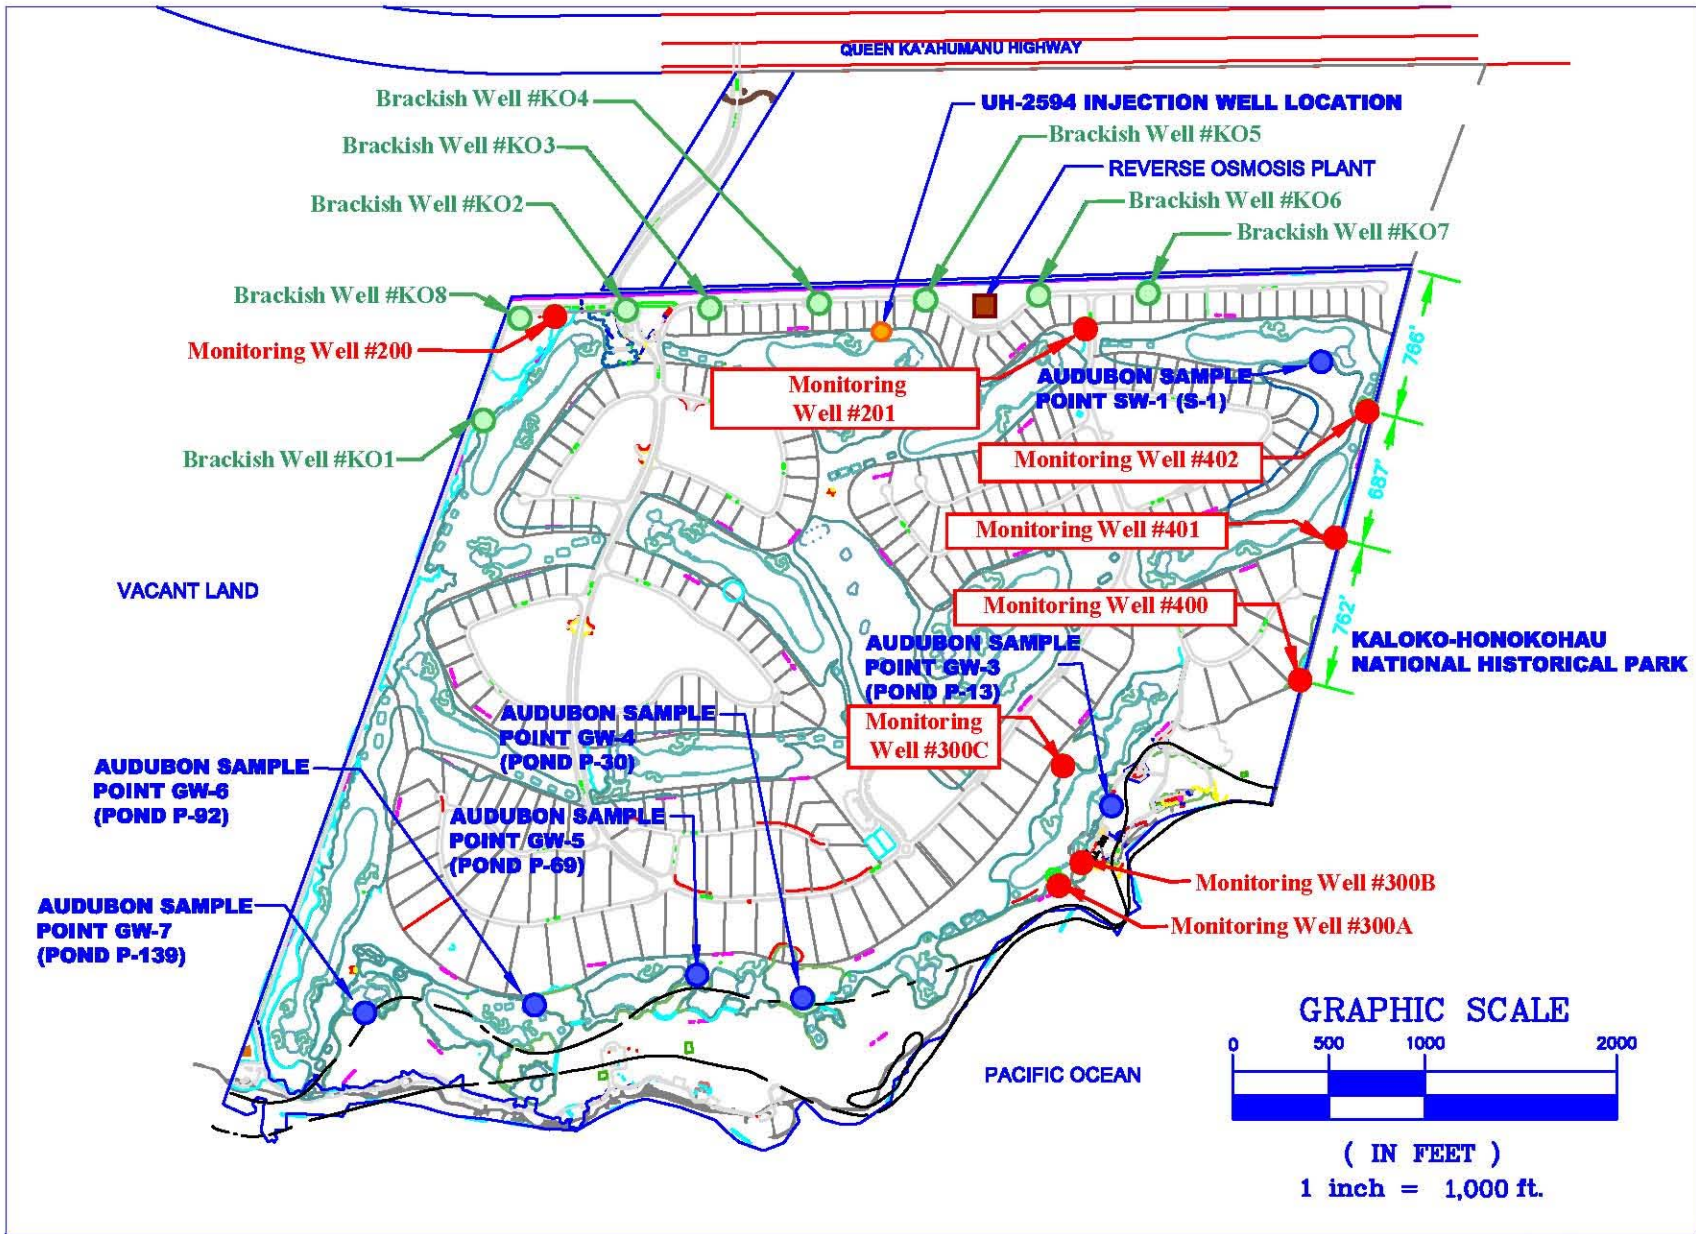 QUEEN KA'AHUMANU HIGHWAY
Brackish Well #KO4
UH-2594 INJECTION WELL LOCATION
Brackish Well #KO3
Brackish Well #KO5
REVERSE OSMOSIS PLANT
Brackish Well #KO2
Brackish Well #KO6
Brackish Well #KO7
Brackish Well #KO8
Monitoring Well #200
Monitoring
Well #201
AUDUBON SAMPLE
POINT SW-1 (S-1)
786'
Brackish Well #KO1
Monitoring Well #402
687'
Monitoring Well #401
VACANT LAND
Monitoring Well #400
762'
AUDUBON SAMPLE
POINT GW-3
(POND P-13)
KALOKO-HONOKOHAU
NATIONAL HISTORICAL PARK
AUDUBON SAMPLE
POINT GW-4
(POND P-30)
Monitoring
Well #300C
AUDUBON SAMPLE
POINT GW-6
(POND P-92)
AUDUBON SAMPLE
POINT GW-5
(POND P-69)
Monitoring Well #300B
AUDUBON SAMPLE
POINT GW-7
(POND P-139)
Monitoring Well #300A
PACIFIC OCEAN
GRAPHIC SCALE
0 500 1000 2000
( IN FEET )
1 inch = 1,000 ft.